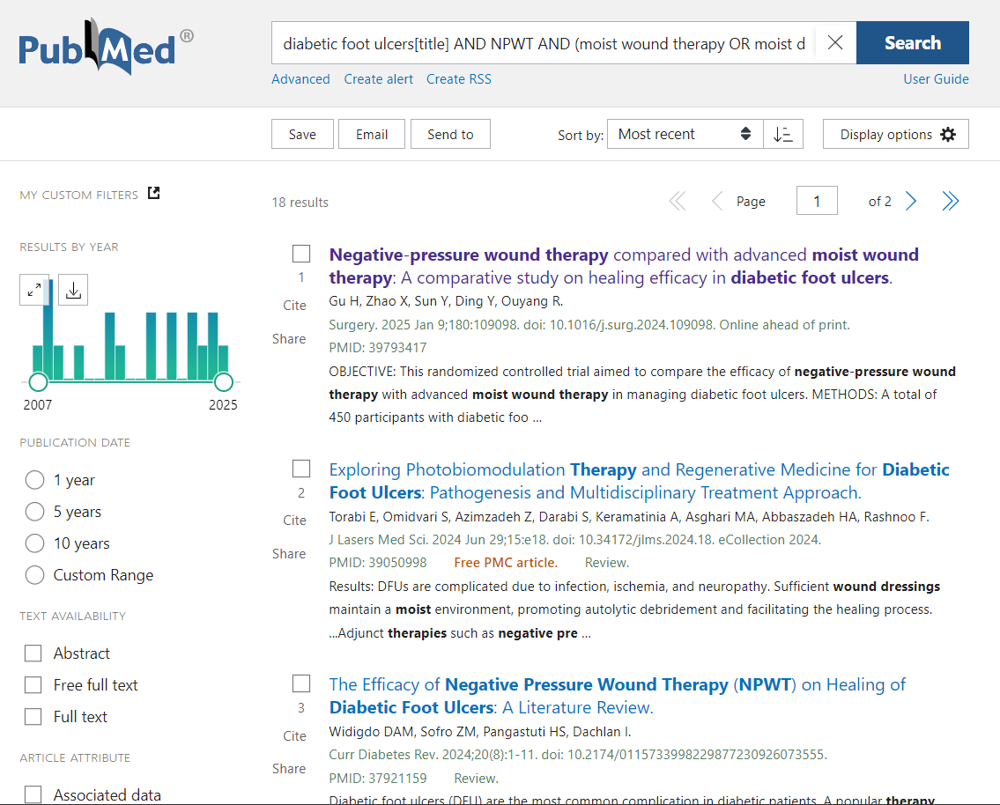 PubMed®
diabetic foot ulcers[title] AND NPWT AND (moist wound therapy OR moist d
Search
Advanced Create alert Create RSS User Guide
Save Email Send to Sort by: Most recent Display options
MY CUSTOM FILTERS
18 results
Page 1 of 2
RESULTS BY YEAR
2007 2025
PUBLICATION DATE
1 year
5 years
10 years
Custom Range
TEXT AVAILABILITY
Abstract
Free full text
Full text
ARTICLE ATTRIBUTE
Associated data
1
Cite
Share
Negative-pressure wound therapy compared with advanced moist wound
therapy: A comparative study on healing efficacy in diabetic foot ulcers.
Gu H, Zhao X, Sun Y, Ding Y, Ouyang R.
Surgery. 2025 Jan 9;180:109098. doi: 10.1016/j.surg.2024.109098. Online ahead of print.
PMID: 39793417
OBJECTIVE: This randomized controlled trial aimed to compare the efficacy of negative-pressure wound
therapy with advanced moist wound therapy in managing diabetic foot ulcers. METHODS: A total of
450 participants with diabetic foo ...
2
Cite
Share
Exploring Photobiomodulation Therapy and Regenerative Medicine for Diabetic
Foot Ulcers: Pathogenesis and Multidisciplinary Treatment Approach.
Torabi E, Omidvari S, Azimzadeh Z, Darabi S, Keramatinia A, Asghari MA, Abbaszadeh HA, Rashnoo F.
J Lasers Med Sci. 2024 Jun 29;15:e18. doi: 10.34172/jlms.2024.18. eCollection 2024.
PMID: 39050998 Free PMC article. Review.
Results: DFUs are complicated due to infection, ischemia, and neuropathy. Sufficient wound dressings
maintain a moist environment, promoting autolytic debridement and facilitating the healing process.
...Adjunct therapies such as negative pre ...
3
Cite
Share
The Efficacy of Negative Pressure Wound Therapy (NPWT) on Healing of
Diabetic Foot Ulcers: A Literature Review.
Widigdo DAM, Sofro ZM, Pangastuti HS, Dachlan I.
Curr Diabetes Rev. 2024;20(8):1-11. doi: 10.2174/0115733998229877230926073555.
PMID: 37921159 Review.
Diabetic foot ulcers (DFU) are the most common complication in diabetic patients. A popular therapy